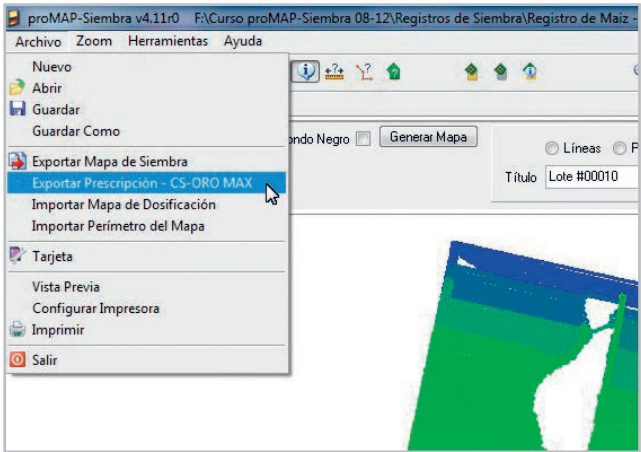 proMAP-Siembra v4.11r0 F:\Curso proMAP-Siembra 08-12\Registros de Siembra\Registro de Maiz -
Archivo Zoom Herramientas Ayuda
Nuevo
Abrir
Guardar
Guardar Como
ondo Negro Generar Mapa
Líneas P
Título Lote #00010
Exportar Mapa de Siembra
Exportar Prescripción - CS-ORO MAX
Importar Mapa de Dosificación
Importar Perímetro del Mapa
Tarjeta
Vista Previa
Configurar Impresora
Imprimir
Salir